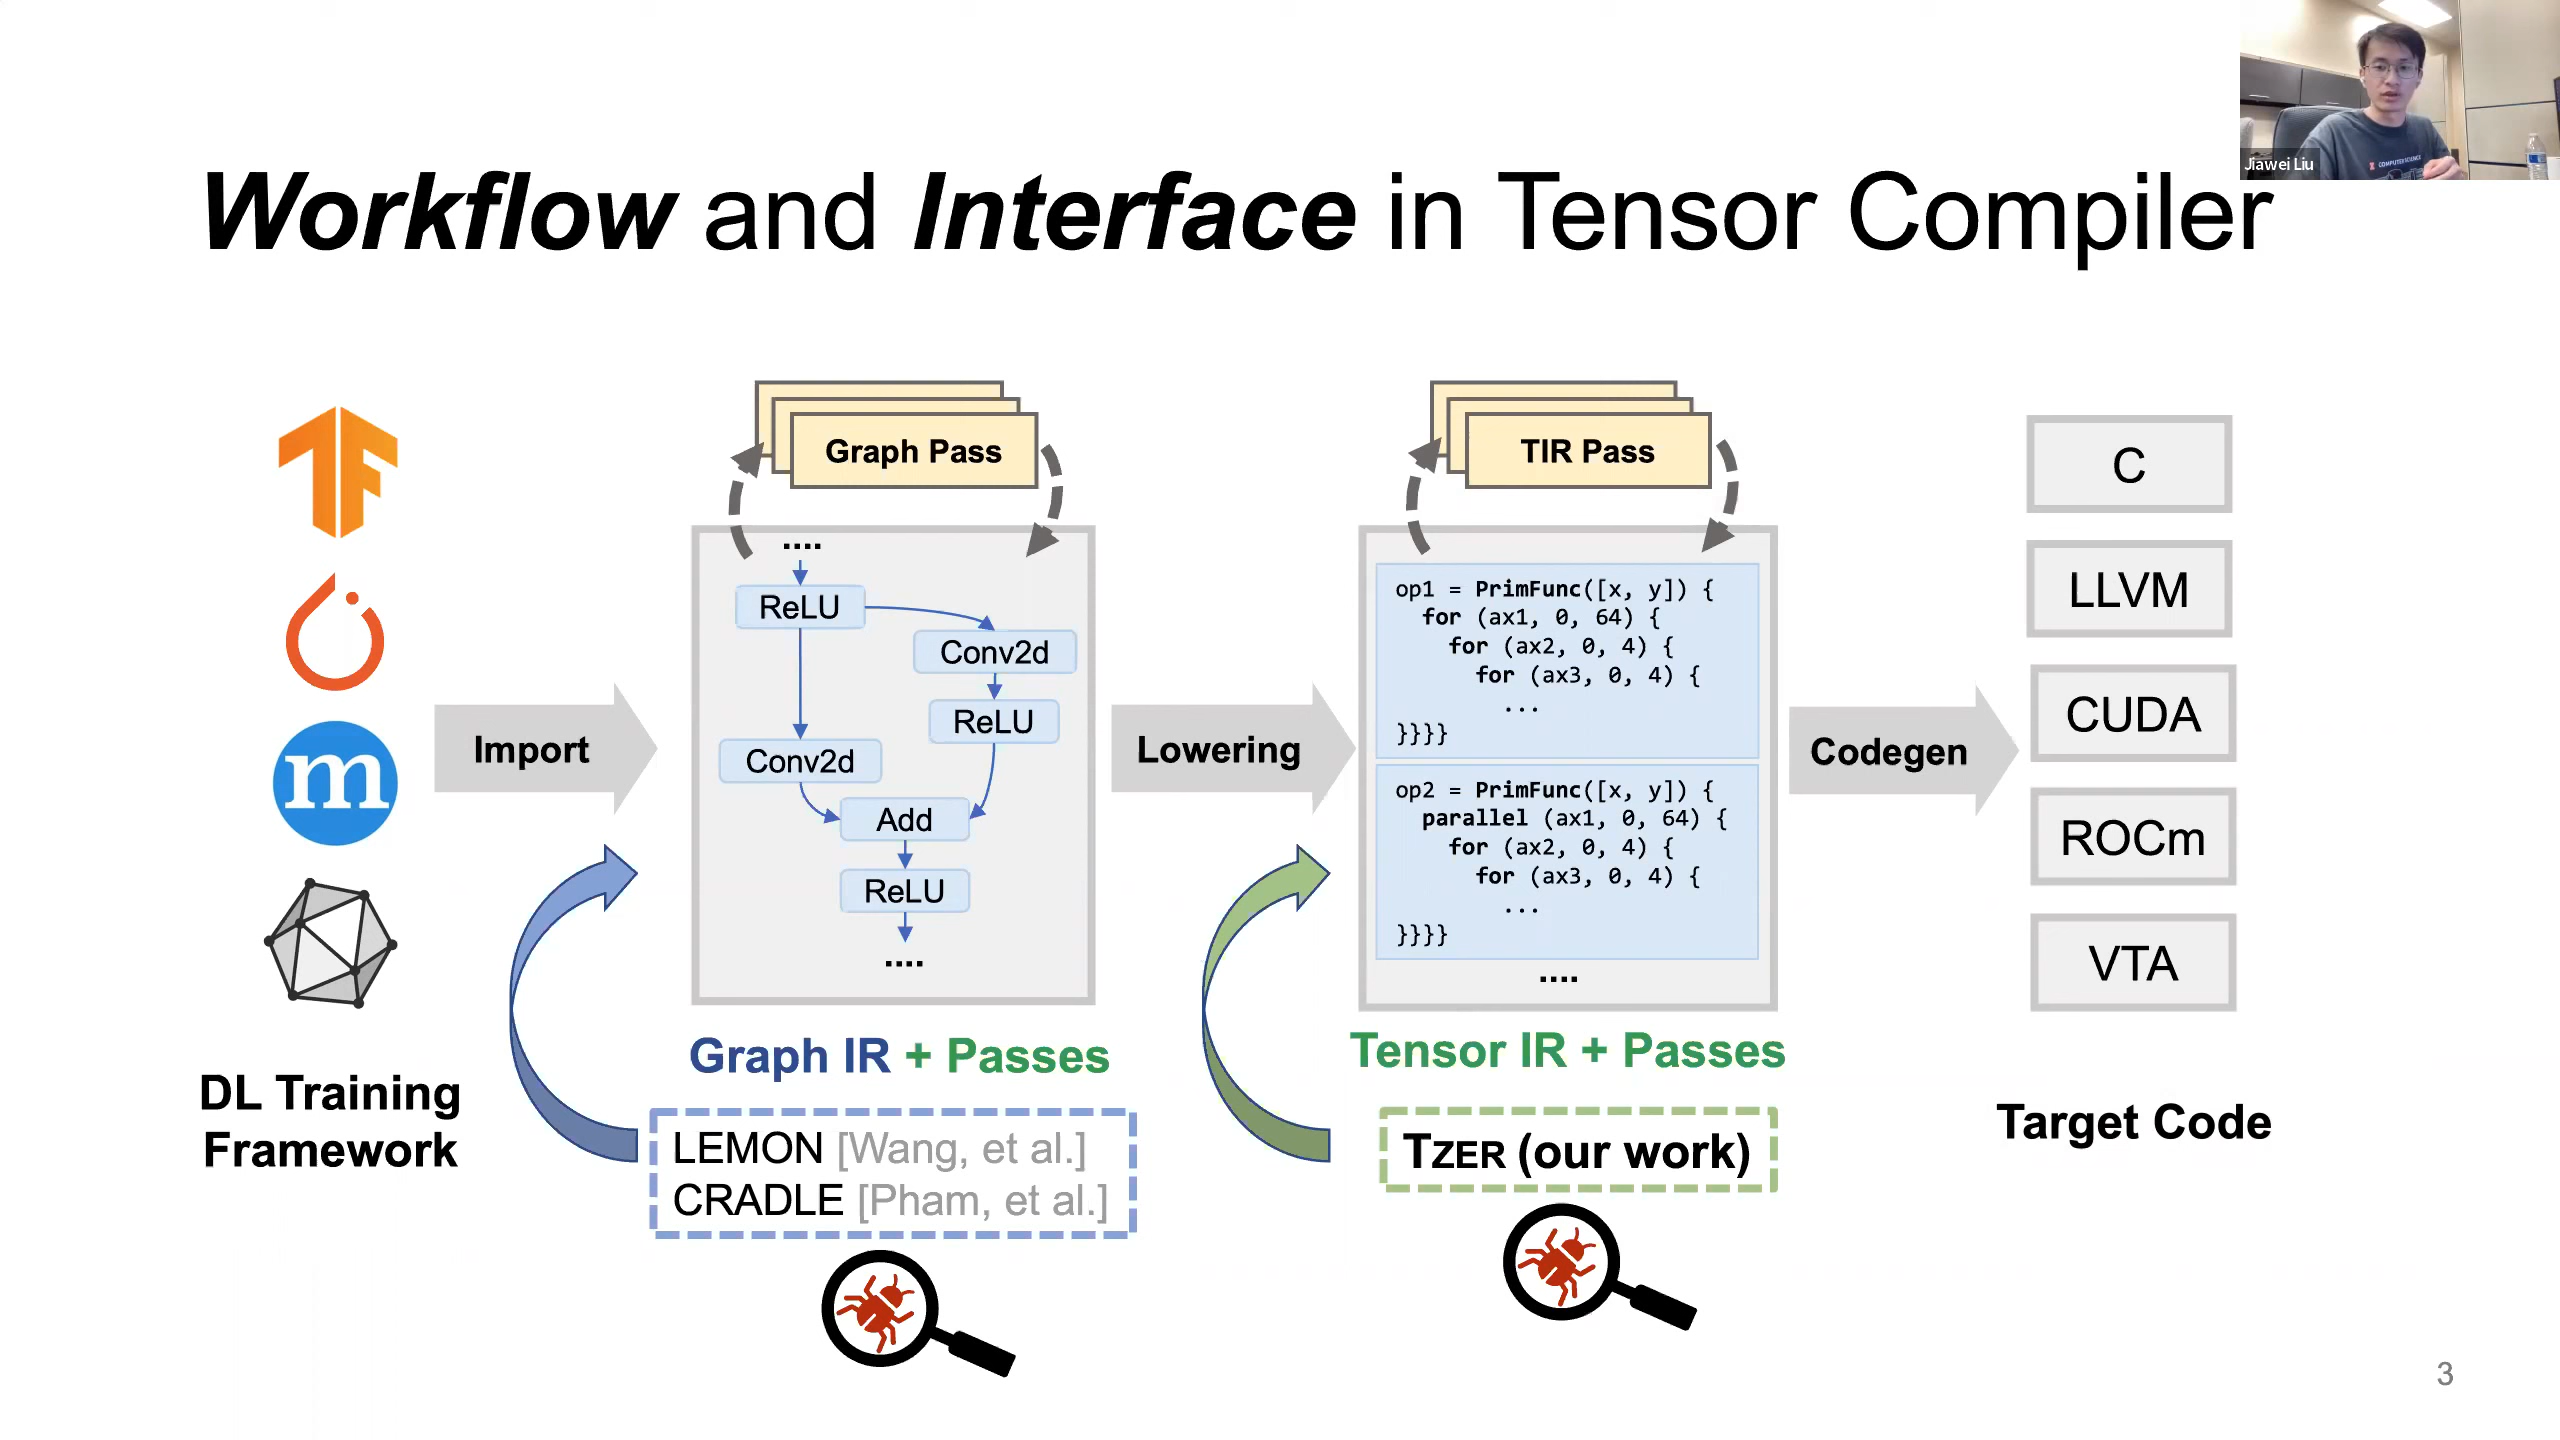 Jiawei Liu
COMPUTER SCIENCE
Workflow and Interface in Tensor Compiler
m
DL Training
Framework
Import
Graph Pass
....
ReLU
Conv2d
ReLU
Conv2d
Add
ReLU
....
Graph IR + Passes
LEMON [Wang, et al.]
CRADLE [Pham, et al.]
Lowering
TIR Pass
op1 = PrimFunc([x, y]) {
for (ax1, 0, 64) {
for (ax2, 0, 4) {
for (ax3, 0, 4) {
...
}}}}
op2 = PrimFunc([x, y]) {
parallel (ax1, 0, 64) {
for (ax2, 0, 4) {
for (ax3, 0, 4) {
...
}}}}
....
Tensor IR + Passes
TZER (our work)
Codegen
C
LLVM
CUDA
ROCm
VTA
Target Code
3